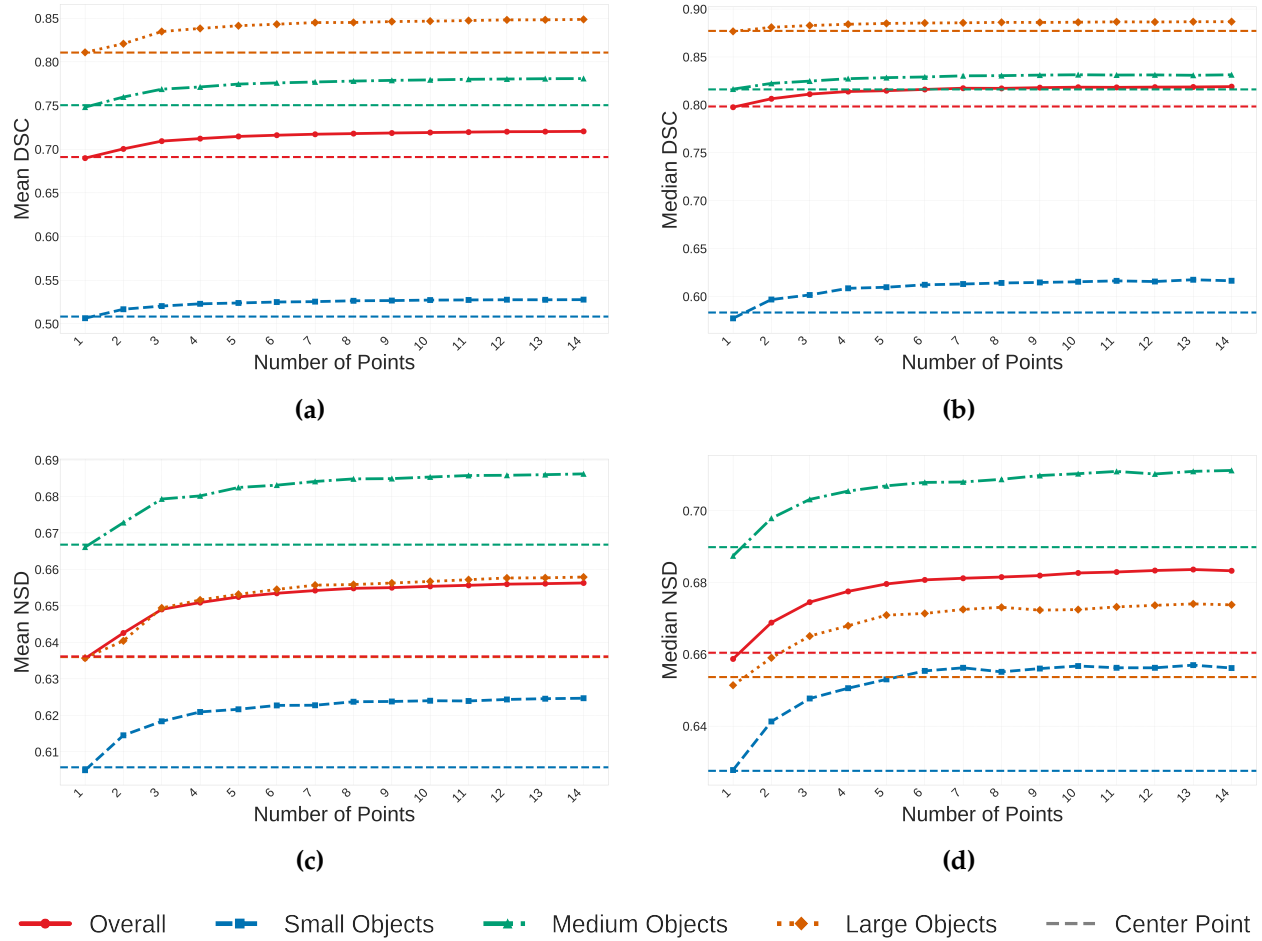 0.85
0.80
0.75
0.70
0.65
0.60
0.55
0.50
Mean DSC
1 2 3 4 5 6 7 8 9 10 11 12 13 14
Number of Points
(a)
0.90
0.85
0.80
0.75
0.70
0.65
0.60
Median DSC
1 2 3 4 5 6 7 8 9 10 11 12 13 14
Number of Points
(b)
0.69
0.68
0.67
0.66
0.65
0.64
0.63
0.62
0.61
Mean NSD
1 2 3 4 5 6 7 8 9 10 11 12 13 14
Number of Points
(c)
0.70
0.68
0.66
0.64
Median NSD
1 2 3 4 5 6 7 8 9 10 11 12 13 14
Number of Points
(d)
Overall Small Objects Medium Objects Large Objects Center Point